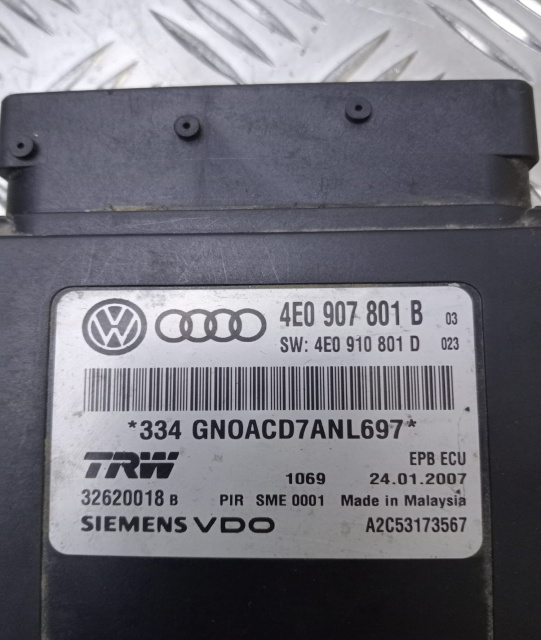 4E0 907 801 B 03
SW: 4E0 910 801 D 023
*334 GN0ACD7ANL697*
TRW EPB ECU
1069 24.01.2007
32620018 B PIR SME 0001 Made in Malaysia
SIEMENS VDO A2C53173567